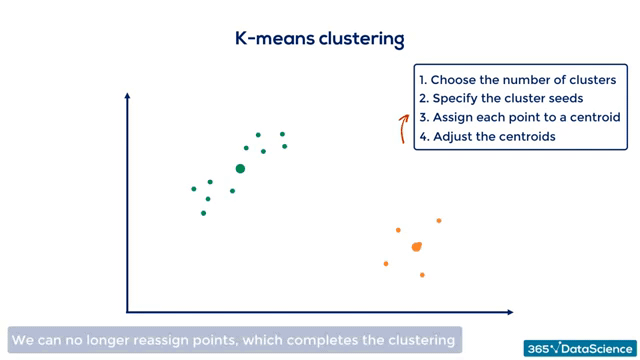 K-means clustering
1. Choose the number of clusters
2. Specify the cluster seeds
3. Assign each point to a centroid
4. Adjust the centroids
We can no longer reassign points, which completes the clustering
365 DataScience